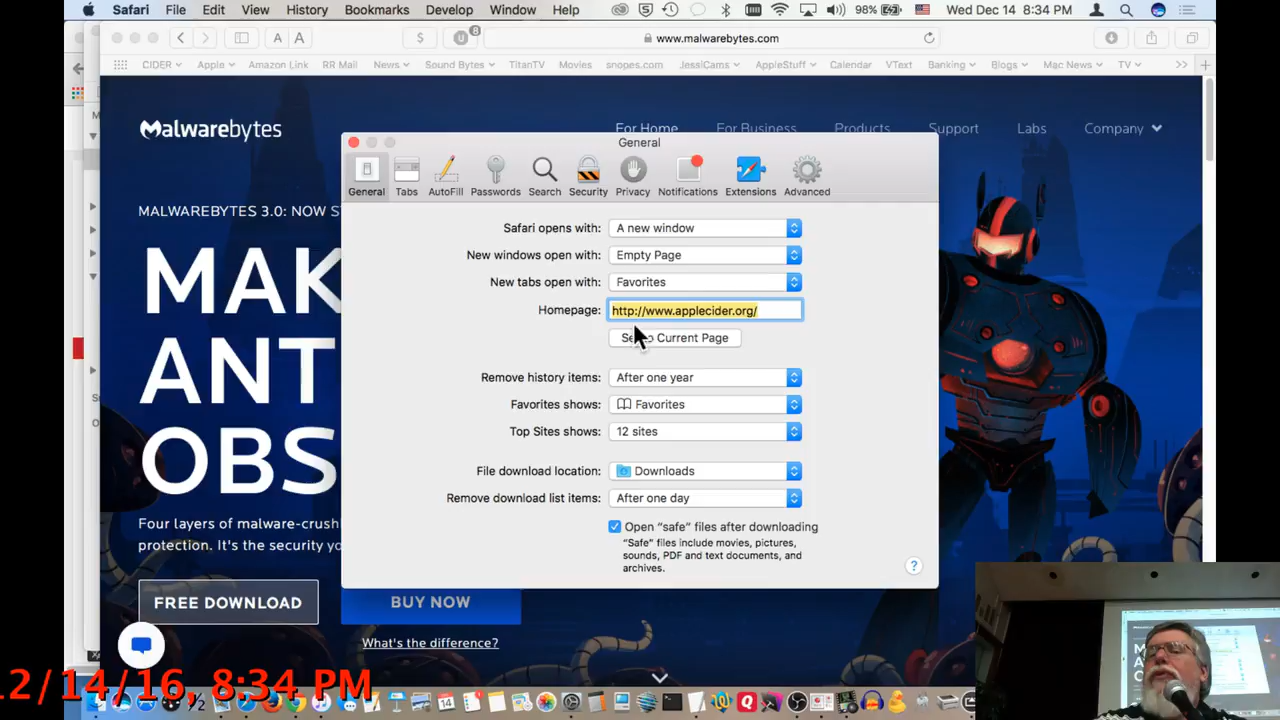 Safari File Edit View History Bookmarks Develop Window Help 98% Wed Dec 14 8:34 PM
A A $ 8 www.malwarebytes.com
CIDER Apple Amazon Link RR Mail News Sound Bytes TitanTV Movies snopes.com JessiCams AppleStuff Calendar VText Banking Blogs Mac News TV >> +
Malwarebytes For Home For Business Products Support Labs Company
General
General Tabs AutoFill Passwords Search Security Privacy Notifications Extensions Advanced
MALWAREBYTES 3.0: NOW S
MAK
ANT
OBS
Four layers of malware-crush
protection. It's the security yo
Safari opens with: A new window
New windows open with: Empty Page
New tabs open with: Favorites
Homepage: http://www.applecider.org/
Se to Current Page
Remove history items: After one year
Favorites shows: Favorites
Top Sites shows: 12 sites
File download location: Downloads
Remove download list items: After one day
Open “safe” files after downloading
“Safe” files include movies, pictures,
sounds, PDF and text documents, and
archives.
?
FREE DOWNLOAD BUY NOW
What's the difference?
2/14/16, 8:34 PM